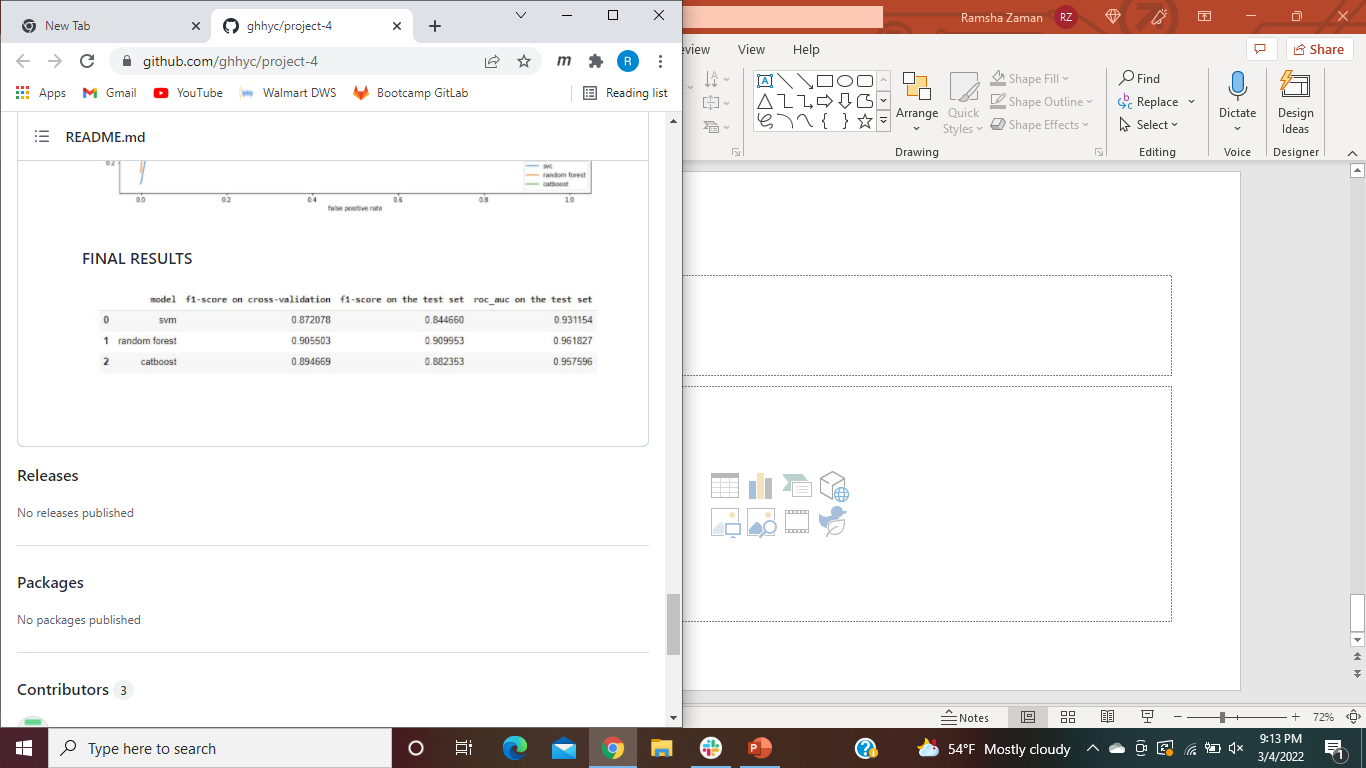 New Tab
ghhyc/project-4
github.com/ghhyc/project-4
Apps
Gmail
YouTube
Walmart DWS
Bootcamp GitLab
Reading list
README.md
0.2
svc
random forest
catboost
0.0 0.2 0.4 0.6 0.8 1.0
false positive rate
FINAL RESULTS
model f1-score on cross-validation f1-score on the test set roc_auc on the test set
0 svm 0.872078 0.844660 0.931154
1 random forest 0.905503 0.909953 0.961827
2 catboost 0.894669 0.882353 0.957596
Releases
No releases published
Packages
No packages published
Contributors 3
Ramsha Zaman RZ
eview View Help
Share
Arrange
Quick
Styles
Shape Fill
Shape Outline
Shape Effects
Drawing
Find
Replace
Select
Editing
Dictate
Voice
Design
Ideas
Designer
Notes
72%
Type here to search
54°F Mostly cloudy
9:13 PM
3/4/2022
1